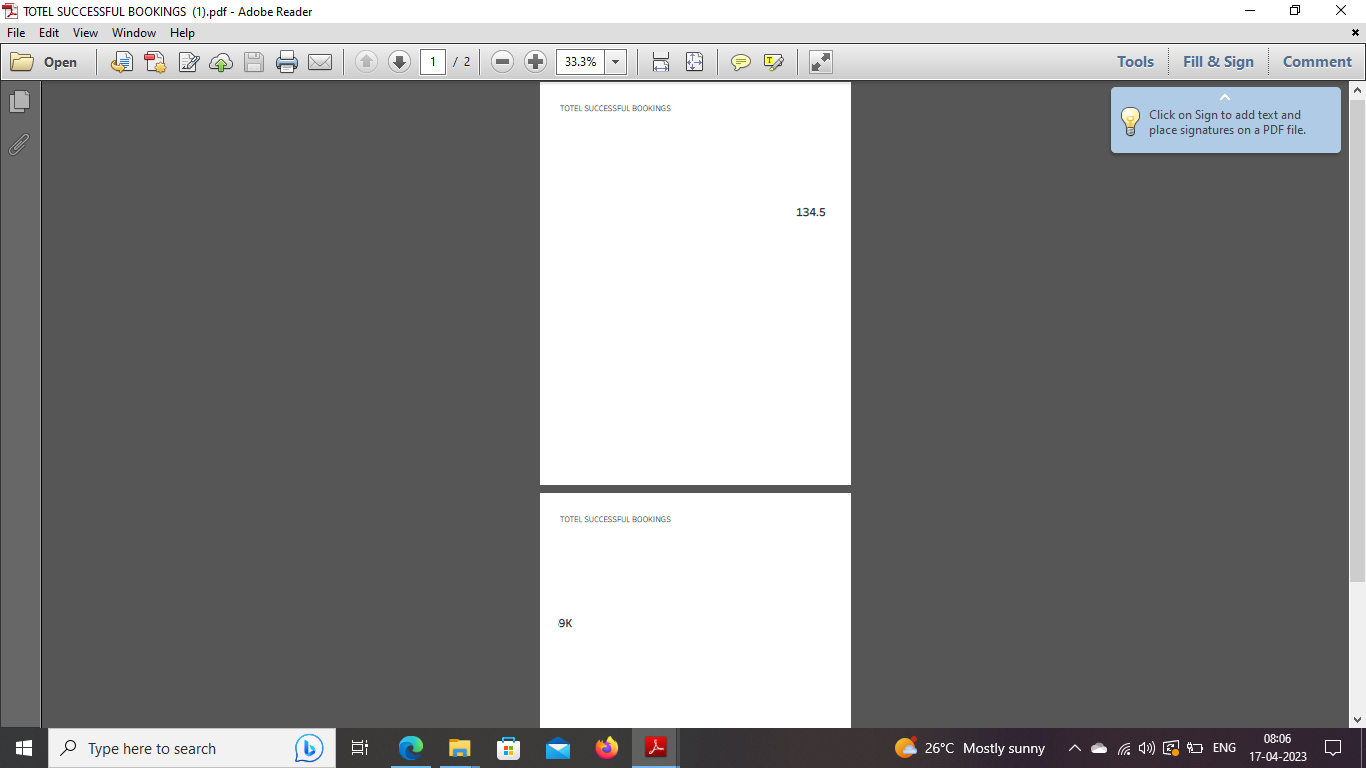 TOTEL SUCCESSFUL BOOKINGS (1).pdf - Adobe Reader
File Edit View Window Help
Open 1 / 2 33.3% Tools Fill & Sign Comment
Click on Sign to add text and
place signatures on a PDF file.
TOTEL SUCCESSFUL BOOKINGS
134.5
TOTEL SUCCESSFUL BOOKINGS
9K
Type here to search
26°C Mostly sunny
ENG
08:06
17-04-2023